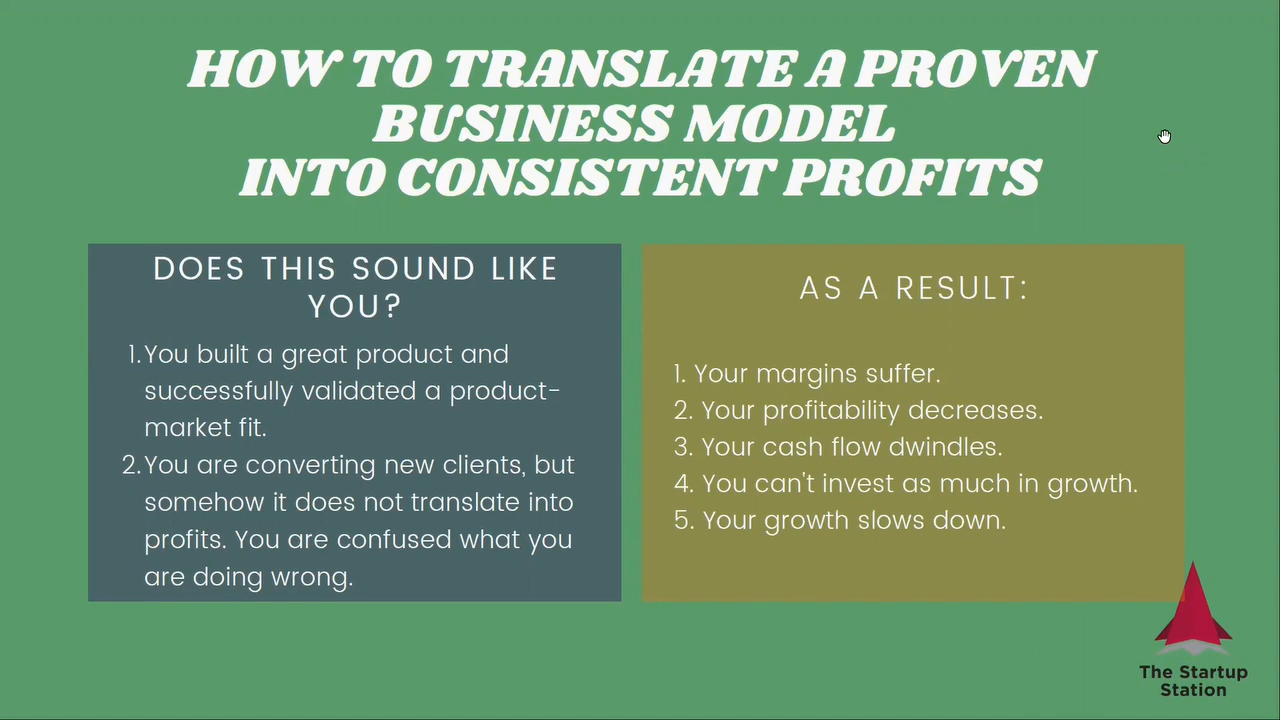 HOW TO TRANSLATE A PROVEN
BUSINESS MODEL
INTO CONSISTENT PROFITS
DOES THIS SOUND LIKE
YOU?
1. You built a great product and
successfully validated a product-
market fit.
2. You are converting new clients, but
somehow it does not translate into
profits. You are confused what you
are doing wrong.
AS A RESULT:
1. Your margins suffer.
2. Your profitability decreases.
3. Your cash flow dwindles.
4. You can't invest as much in growth.
5. Your growth slows down.
The Startup
Station